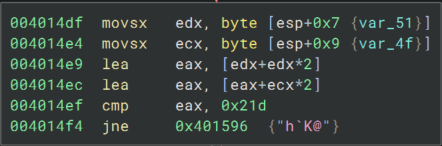 004014df movsx edx, byte [esp+0x7 {var_51}]
004014e4 movsx ecx, byte [esp+0x9 {var_4f}]
004014e9 lea eax, [edx+edx*2]
004014ec lea eax, [eax+ecx*2]
004014ef cmp eax, 0x21d
004014f4 jne 0x401596 {"h`K@"}